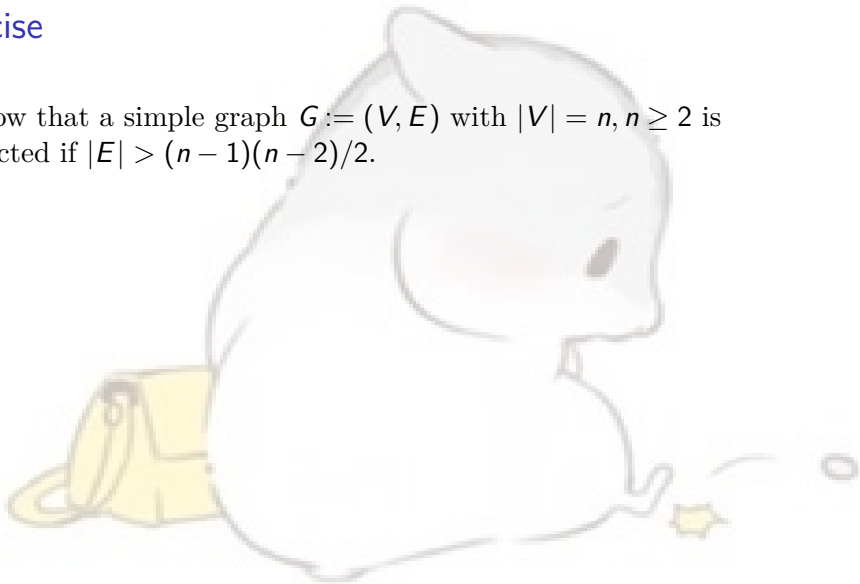 cise
ow that a simple graph G := (V, E) with |V| = n, n ≥ 2 is
cted if |E| > (n − 1)(n − 2)/2.